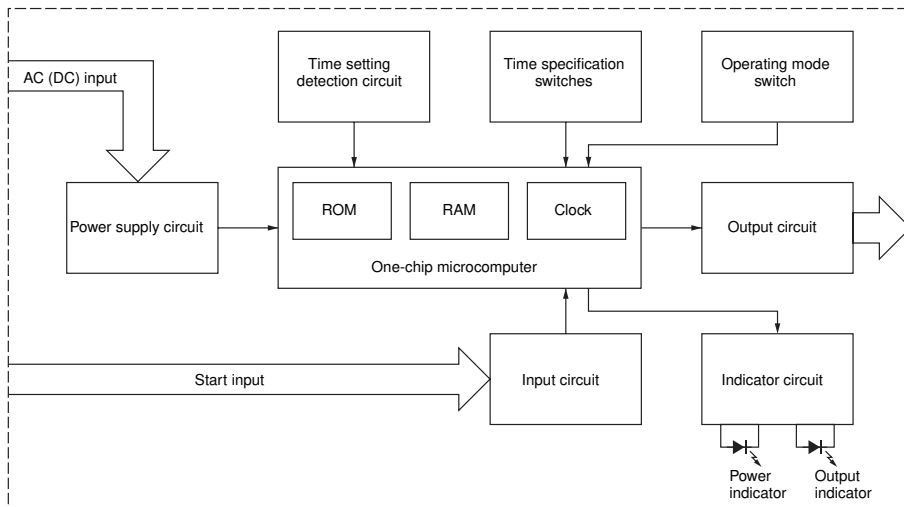 Time setting
detection circuit
Time specification
switches
Operating mode
switch
AC (DC) input
Power supply circuit
ROM
RAM
Clock
One-chip microcomputer
Output circuit
Start input
Input circuit
Indicator circuit
Power
indicator
Output
indicator